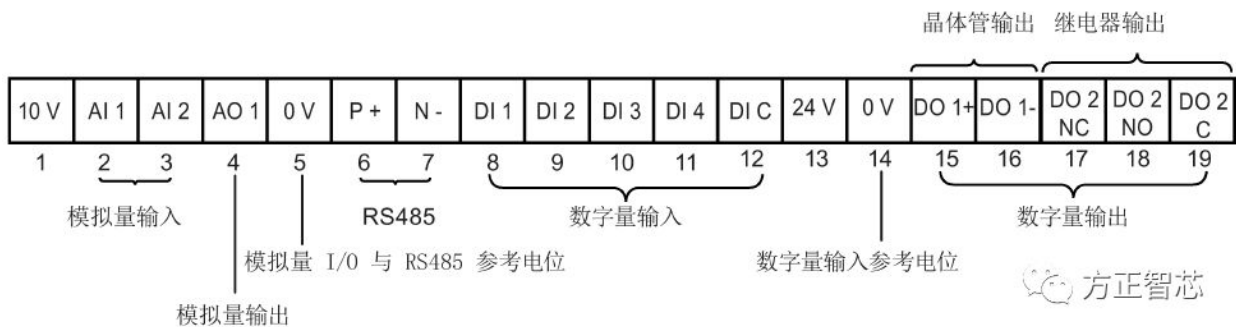 晶体管输出 继电器输出
10 V AI 1 AI 2 AO 1 0 V P + N - DI 1 DI 2 DI 3 DI 4 DI C 24 V 0 V DO 1+ DO 1- DO 2 NC DO 2 NO DO 2 C
1 2 3 4 5 6 7 8 9 10 11 12 13 14 15 16 17 18 19
模拟量输入 RS485 数字量输入 数字量输出
模拟量 I/O 与 RS485 参考电位 数字量输入参考电位
方正智芯
模拟量输出